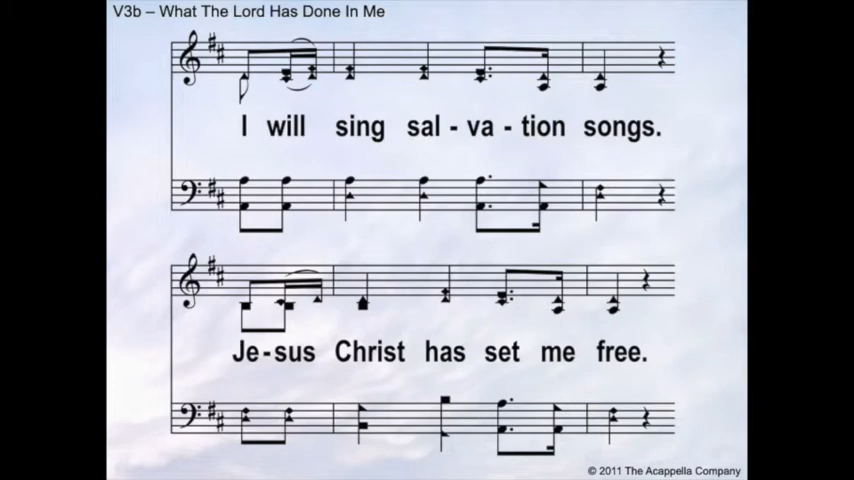 V3b – What The Lord Has Done In Me
I will sing sal - va - tion songs.
Je - sus Christ has set me free.
© 2011 The Acappella Company